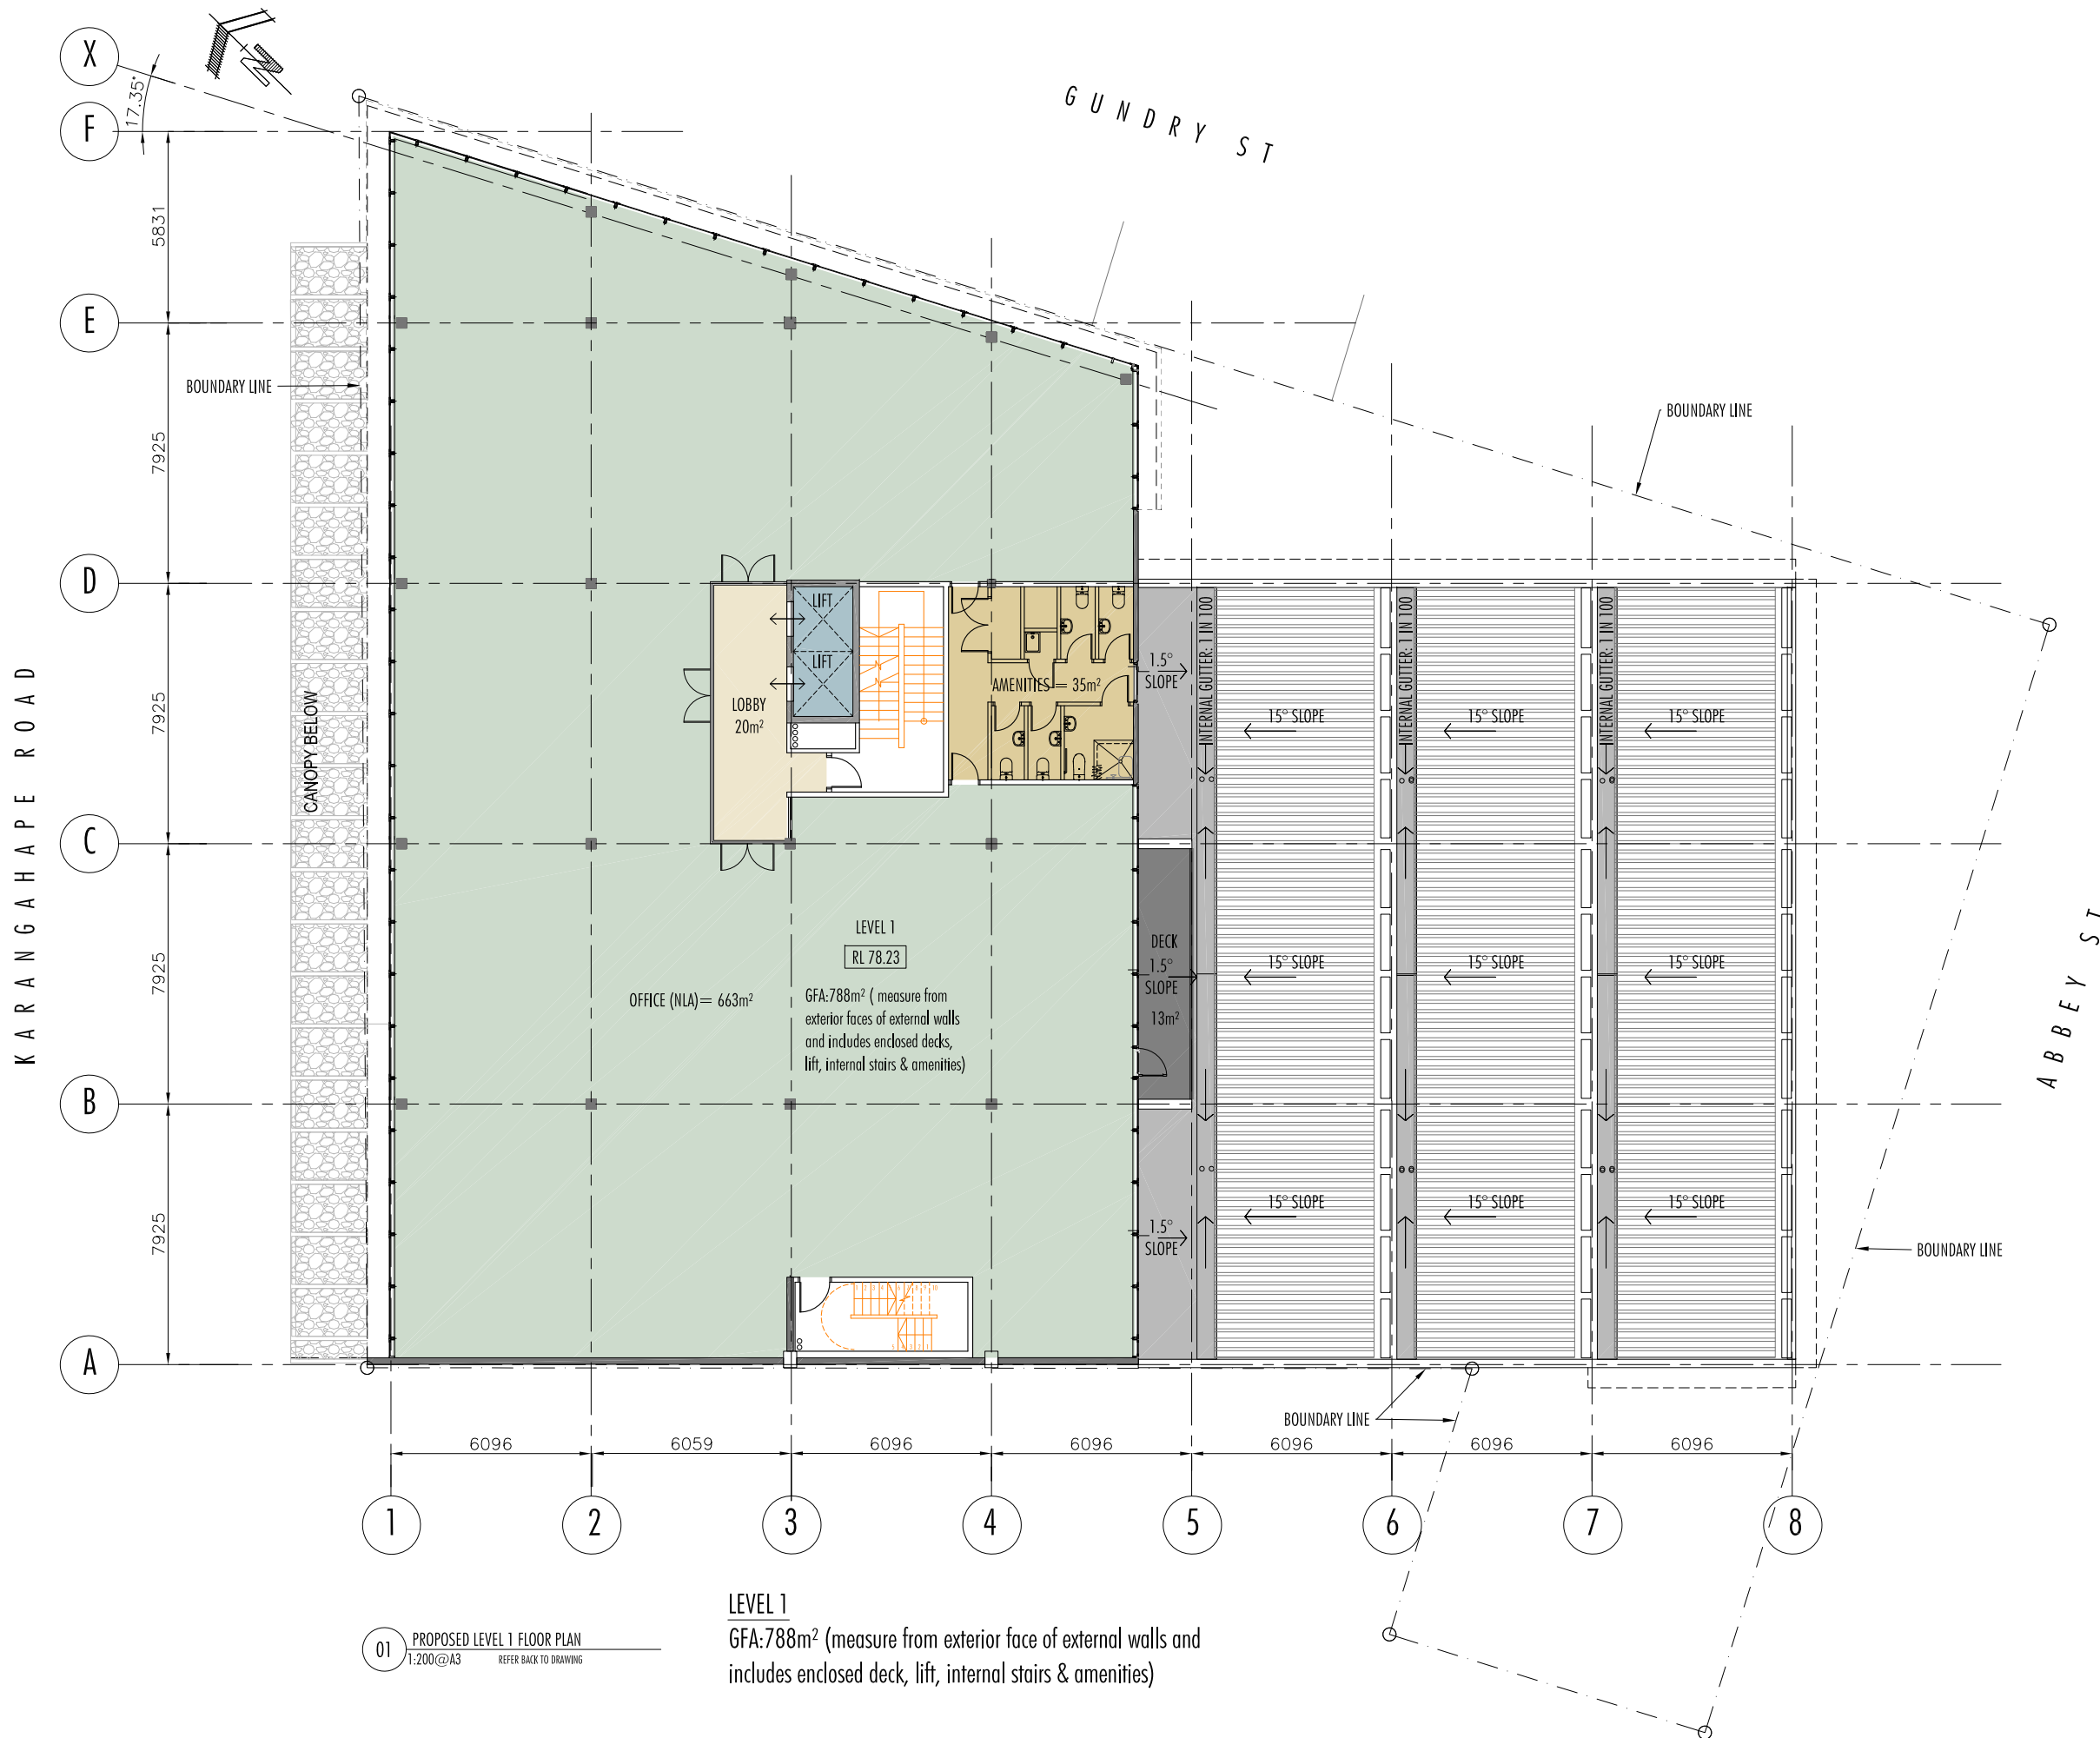 X
N
17.35°
F
GUNDRY ST
5831
E
BOUNDARY LINE
BOUNDARY LINE
7925
D
LIFT
LIFT
LOBBY
20m²
AMENITIES = 35m²
1.5°
SLOPE
INTERNAL GUTTER: 1 IN 100
INTERNAL GUTTER: 1 IN 100
INTERNAL GUTTER: 1 IN 100
15° SLOPE
15° SLOPE
15° SLOPE
7925
KARANGAHAPE ROAD
CANOPY BELOW
C
LEVEL 1
RL 78.23
OFFICE (NLA)= 663m²
GFA:788m² ( measure from
exterior faces of external walls
and includes enclosed decks,
lift, internal stairs & amenities)
DECK
1.5°
SLOPE
13m²
15° SLOPE
15° SLOPE
15° SLOPE
7925
ABBEY ST
B
15° SLOPE
15° SLOPE
15° SLOPE
1.5°
SLOPE
7925
BOUNDARY LINE
A
BOUNDARY LINE
6096
6059
6096
6096
6096
6096
6096
1
2
3
4
5
6
7
8
01
PROPOSED LEVEL 1 FLOOR PLAN
1:200@A3
REFER BACK TO DRAWING
LEVEL 1
GFA:788m² (measure from exterior face of external walls and
includes enclosed deck, lift, internal stairs & amenities)